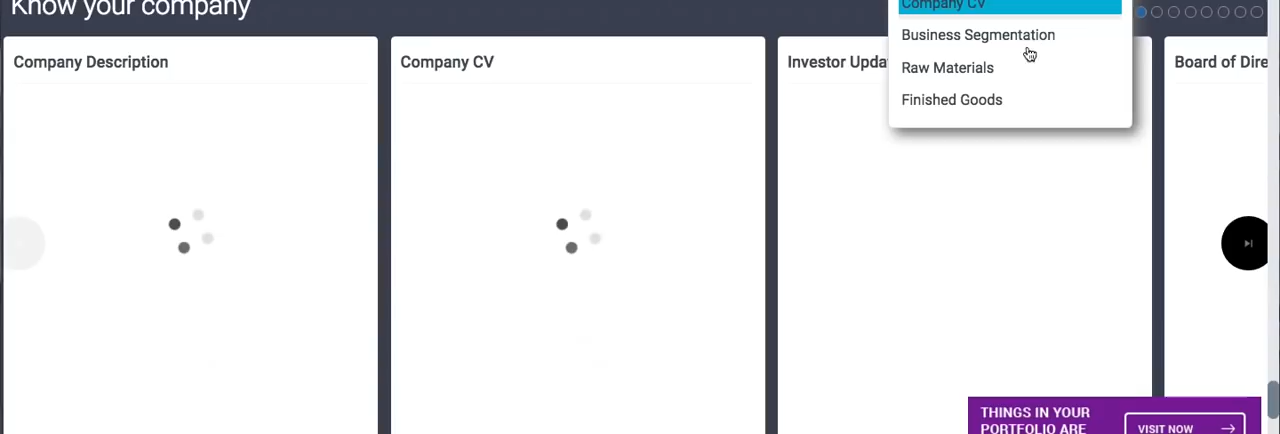 Know your company
Company CV
Business Segmentation
Raw Materials
Finished Goods
Company Description
Company CV
Investor Upda
Board of Dire
THINGS IN YOUR
PORTFOLIO ARE
VISIT NOW